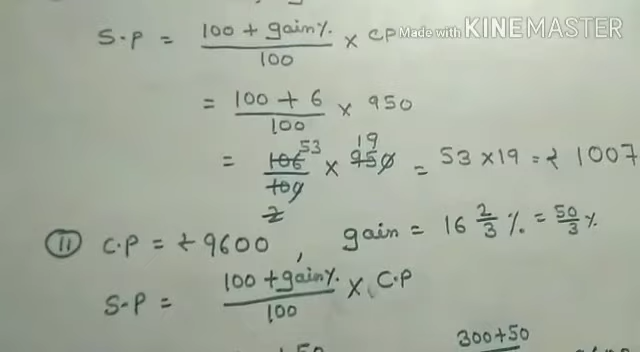 S.P = 100 + gain% / 100 × CP
Made with KINEMASTER
= 100 + 6 / 100 × 950
= 106 53 / 100 2 × 950 19 = 53 × 19 = ₹ 1007
(ii) C.P = ₹ 9600, gain = 16 2/3 % = 50/3 %
S.P = 100 + gain% / 100 × C.P
300+50